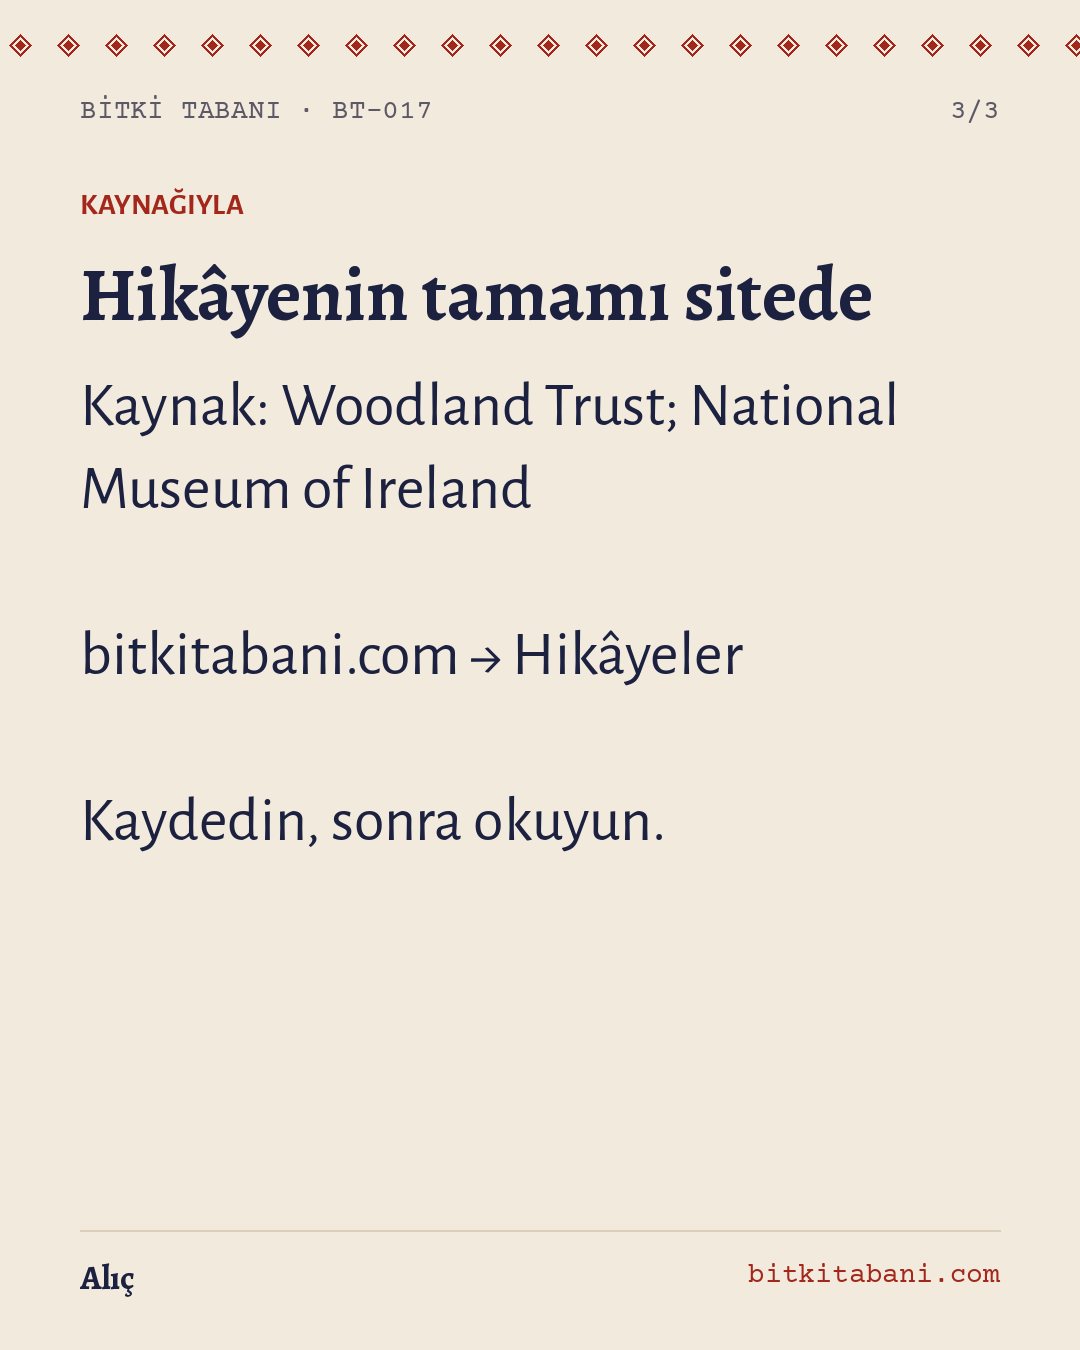 BİTKİ TABANI · BT-017
3/3
KAYNAĞIYLA
Hikâyenin tamamı sitede
Kaynak: Woodland Trust; National
Museum of Ireland
bitkitabani.com → Hikâyeler
Kaydedin, sonra okuyun.
Alıç
bitkitabani.com